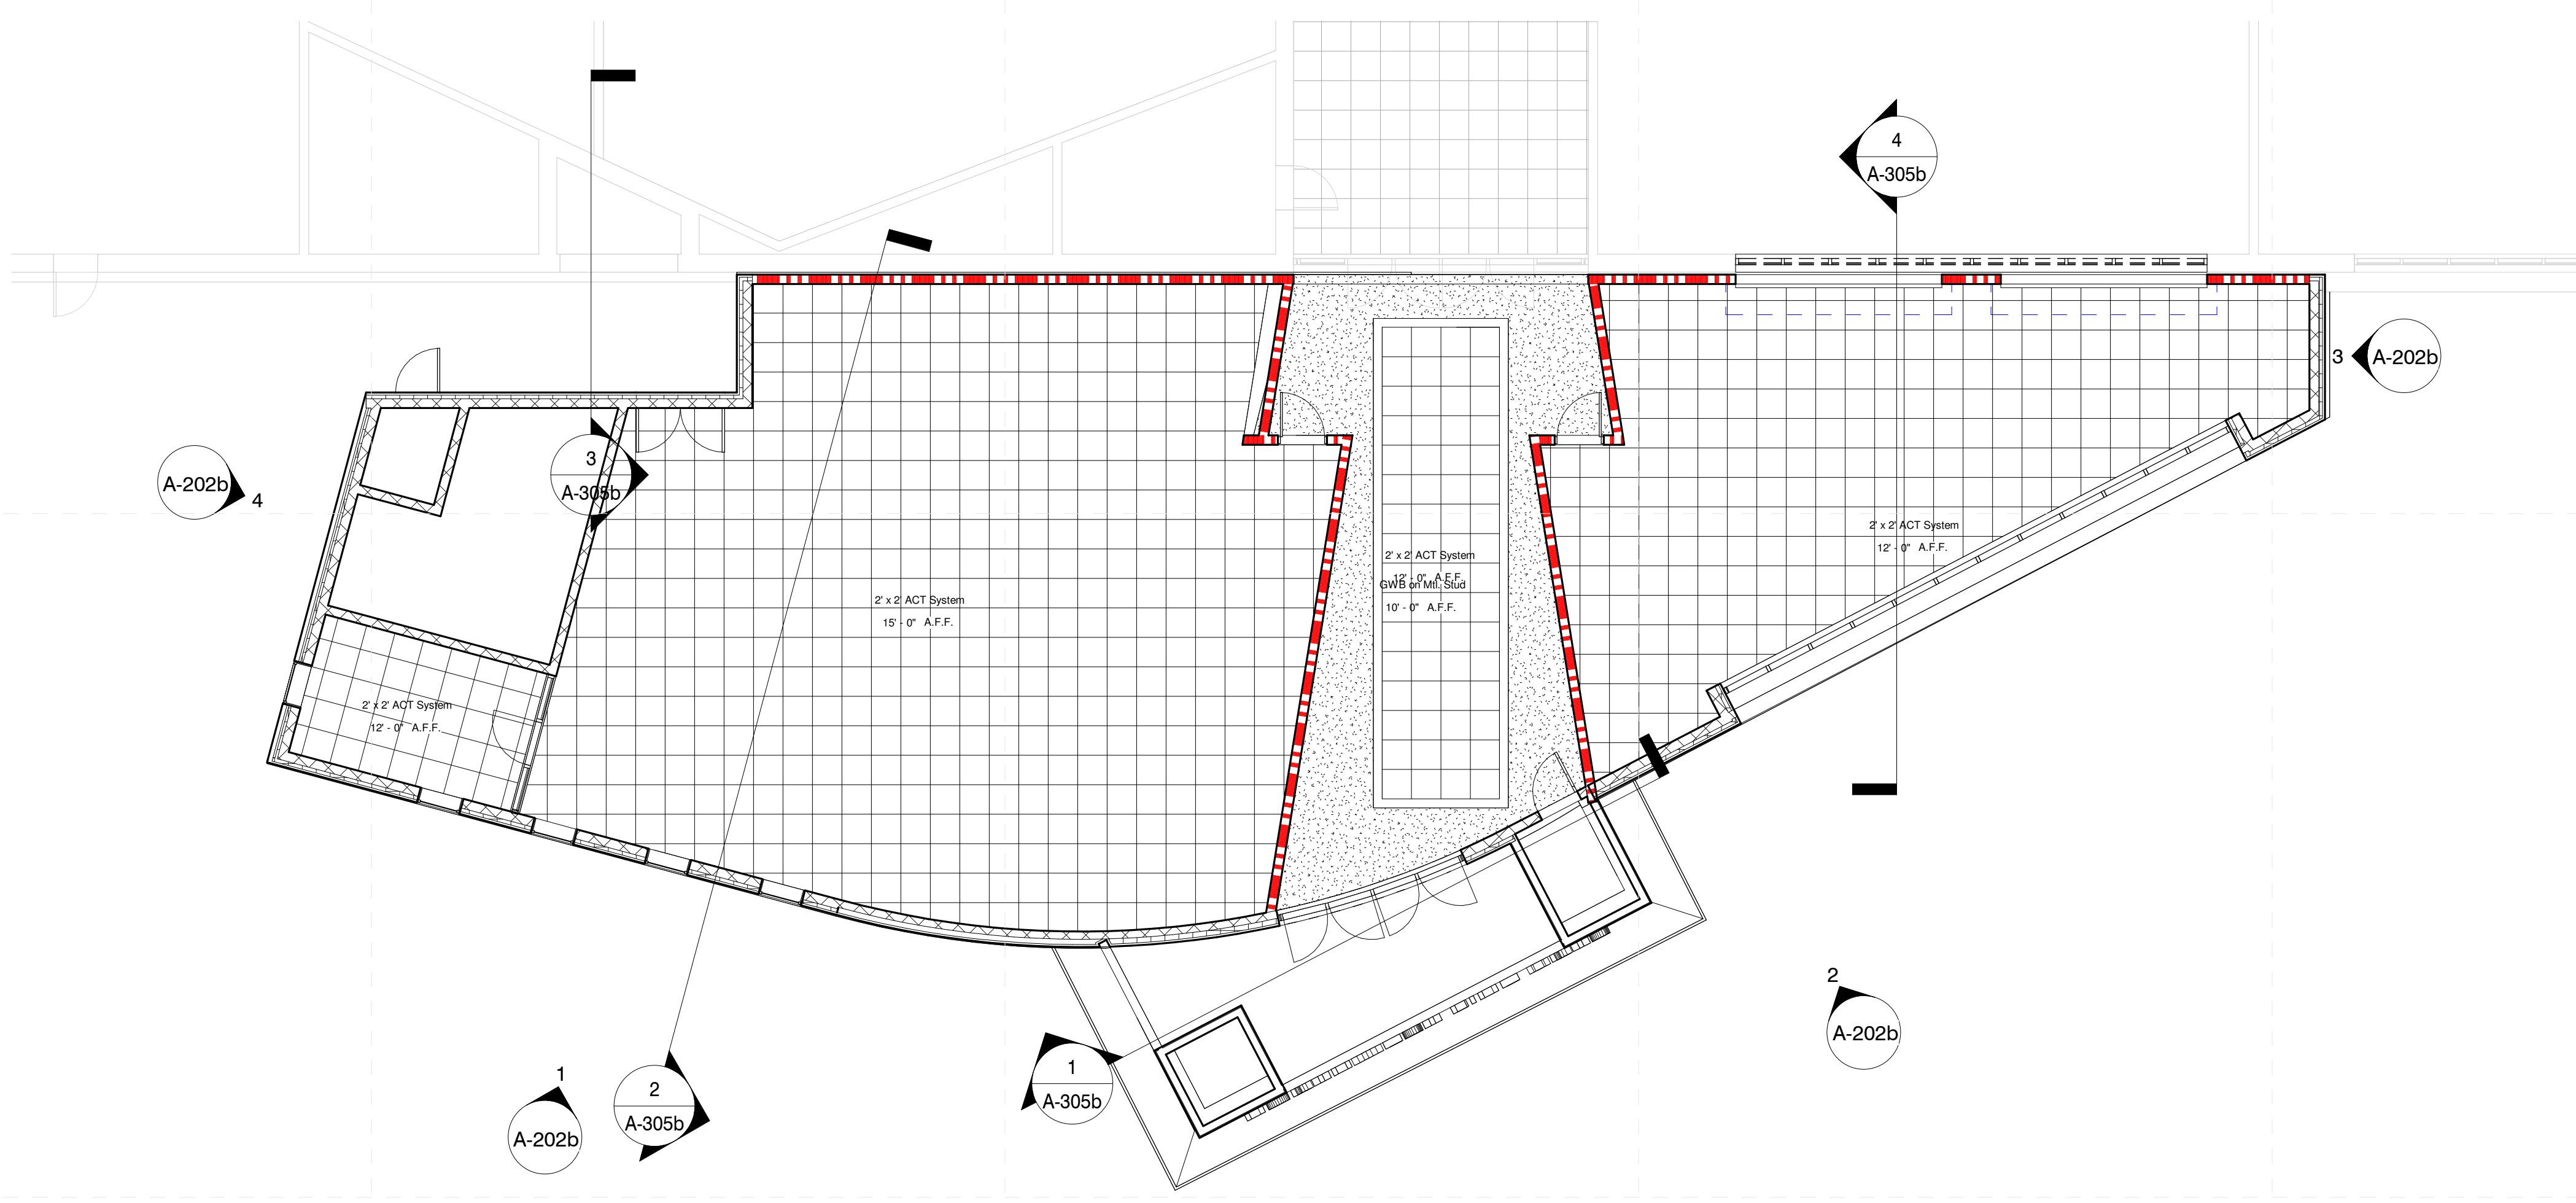 4
A-305b
3
A-202b
3
A-305b
A-202b
4
2' x 2' ACT System
12' - 0" A.F.F.
2' x 2' ACT System
12' - 0" A.F.F.
GWB on Mtl. Stud
10' - 0" A.F.F.
2' x 2' ACT System
15' - 0" A.F.F.
2' x 2' ACT System
12' - 0" A.F.F.
2
A-202b
1
A-305b
1
A-202b
2
A-305b